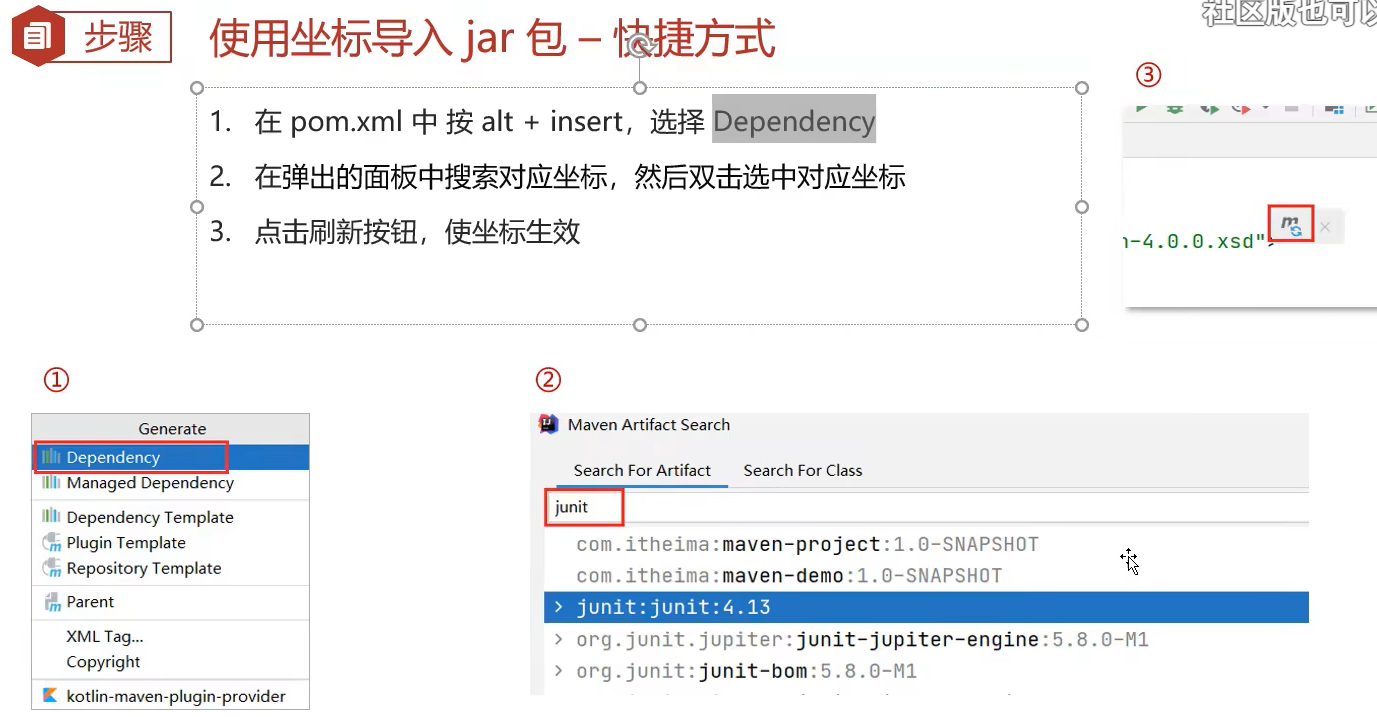 社区版也可以
步骤
使用坐标导入 jar 包 – 快捷方式
1. 在 pom.xml 中 按 alt + insert，选择 Dependency
2. 在弹出的面板中搜索对应坐标，然后双击选中对应坐标
3. 点击刷新按钮，使坐标生效
③
m
n-4.0.0.xsd">
①
Generate
Dependency
Managed Dependency
Dependency Template
Plugin Template
Repository Template
Parent
XML Tag...
Copyright
kotlin-maven-plugin-provider
②
Maven Artifact Search
Search For Artifact Search For Class
junit
com.itheima:maven-project:1.0-SNAPSHOT
com.itheima:maven-demo:1.0-SNAPSHOT
junit:junit:4.13
org.junit.jupiter:junit-jupiter-engine:5.8.0-M1
org.junit:junit-bom:5.8.0-M1